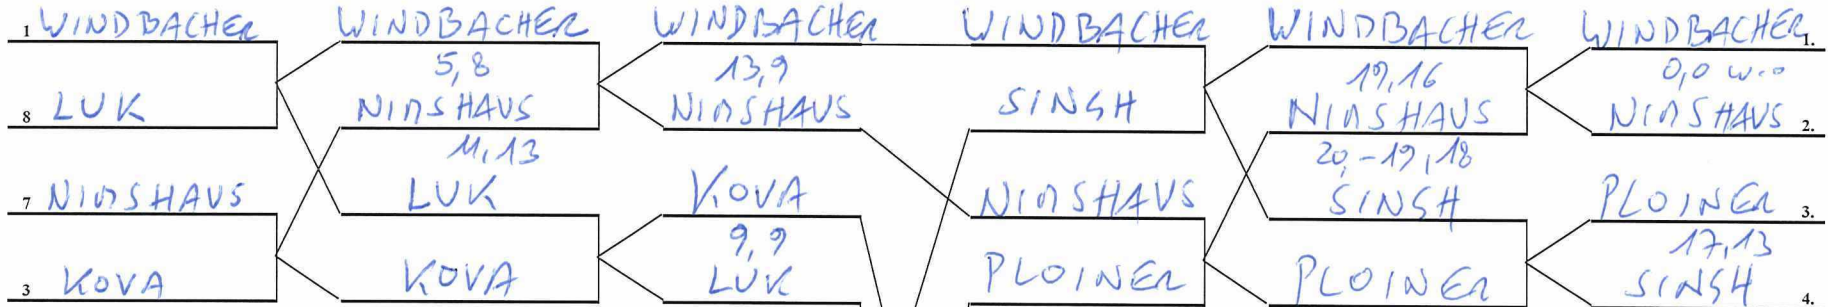 1 WINDBACHER WINDBACHER WINDBACHER WINDBACHER WINDBACHER WINDBACHER 1.
5,8 13,9 19,16 0,0 w.o
8 LUK NIMSHAUS NIMSHAUS SINGH NIMSHAUS NIMSHAUS 2.
11,13 20,-19,18
7 NIMSHAUS LUK KOVA NIMSHAUS SINGH PLOINER 3.
9,9 17,13
3 KOVA KOVA LUK PLOINER PLOINER SINGH 4.